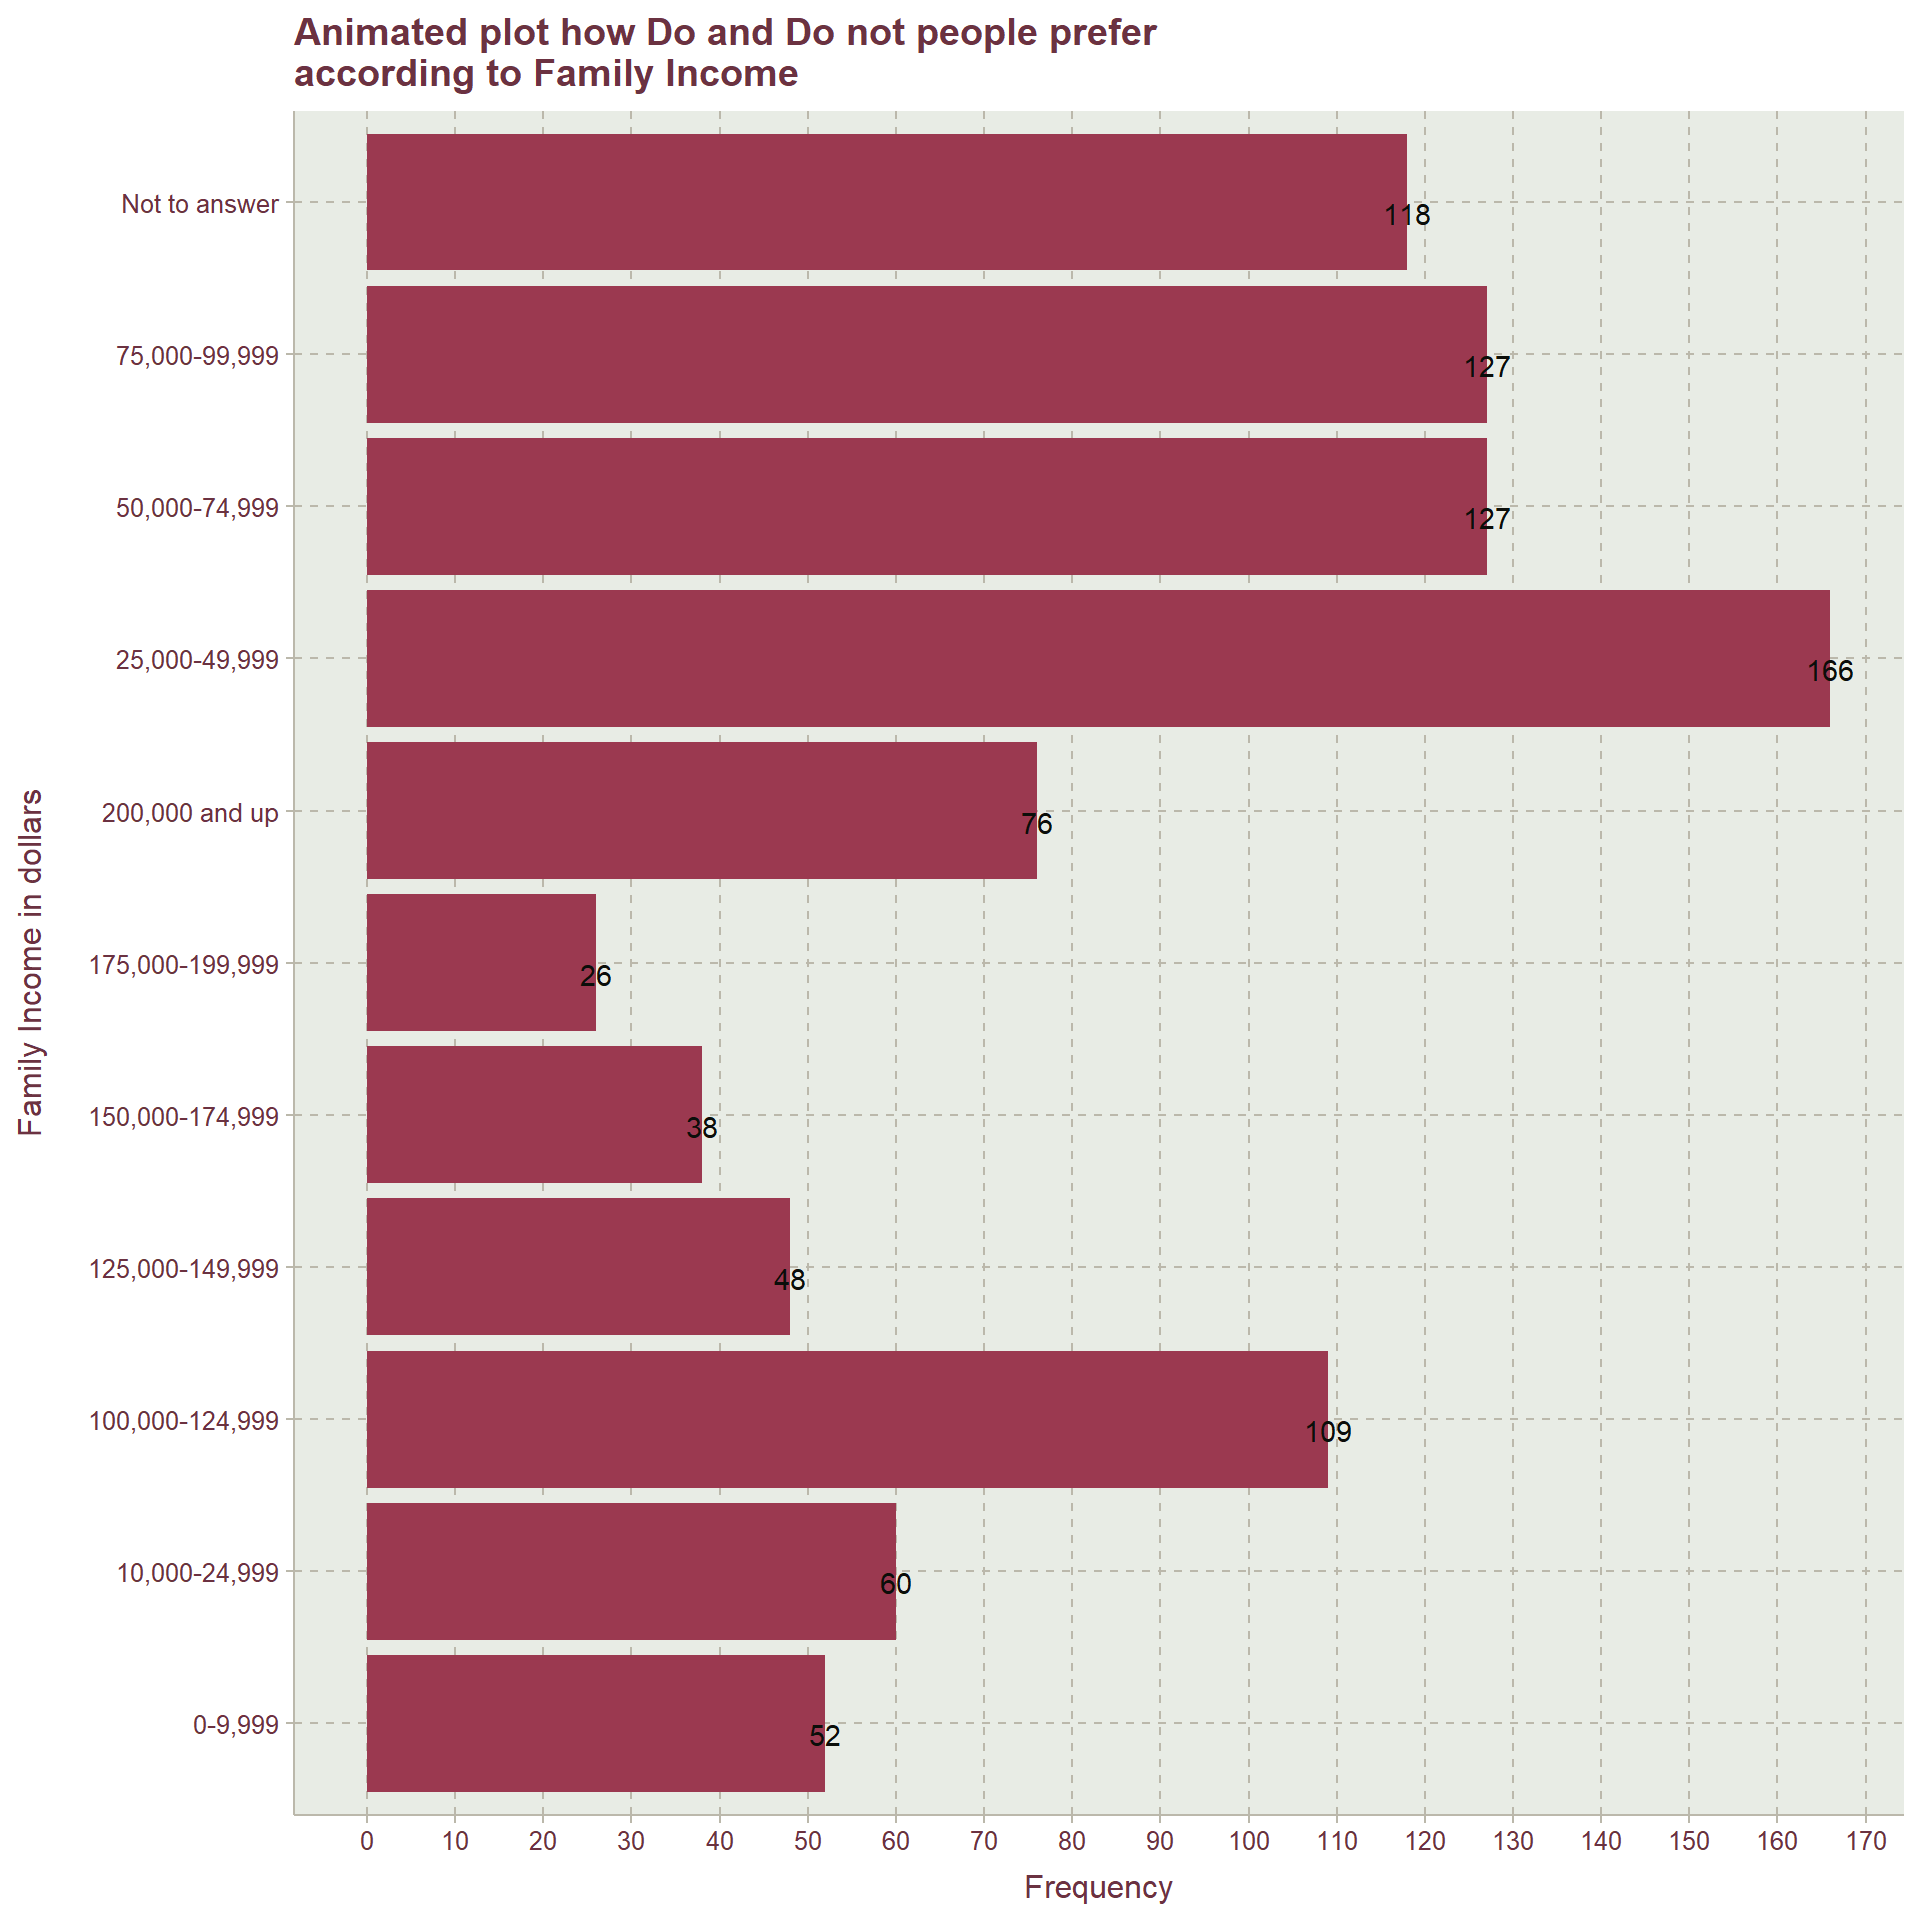 Animated plot how Do and Do not people prefer
according to Family Income
Not to answer
118
75,000-99,999
127
50,000-74,999
127
25,000-49,999
166
200,000 and up
76
175,000-199,999
26
150,000-174,999
38
125,000-149,999
48
100,000-124,999
109
10,000-24,999
60
0-9,999
52
Family Income in dollars
0 10 20 30 40 50 60 70 80 90 100 110 120 130 140 150 160 170
Frequency